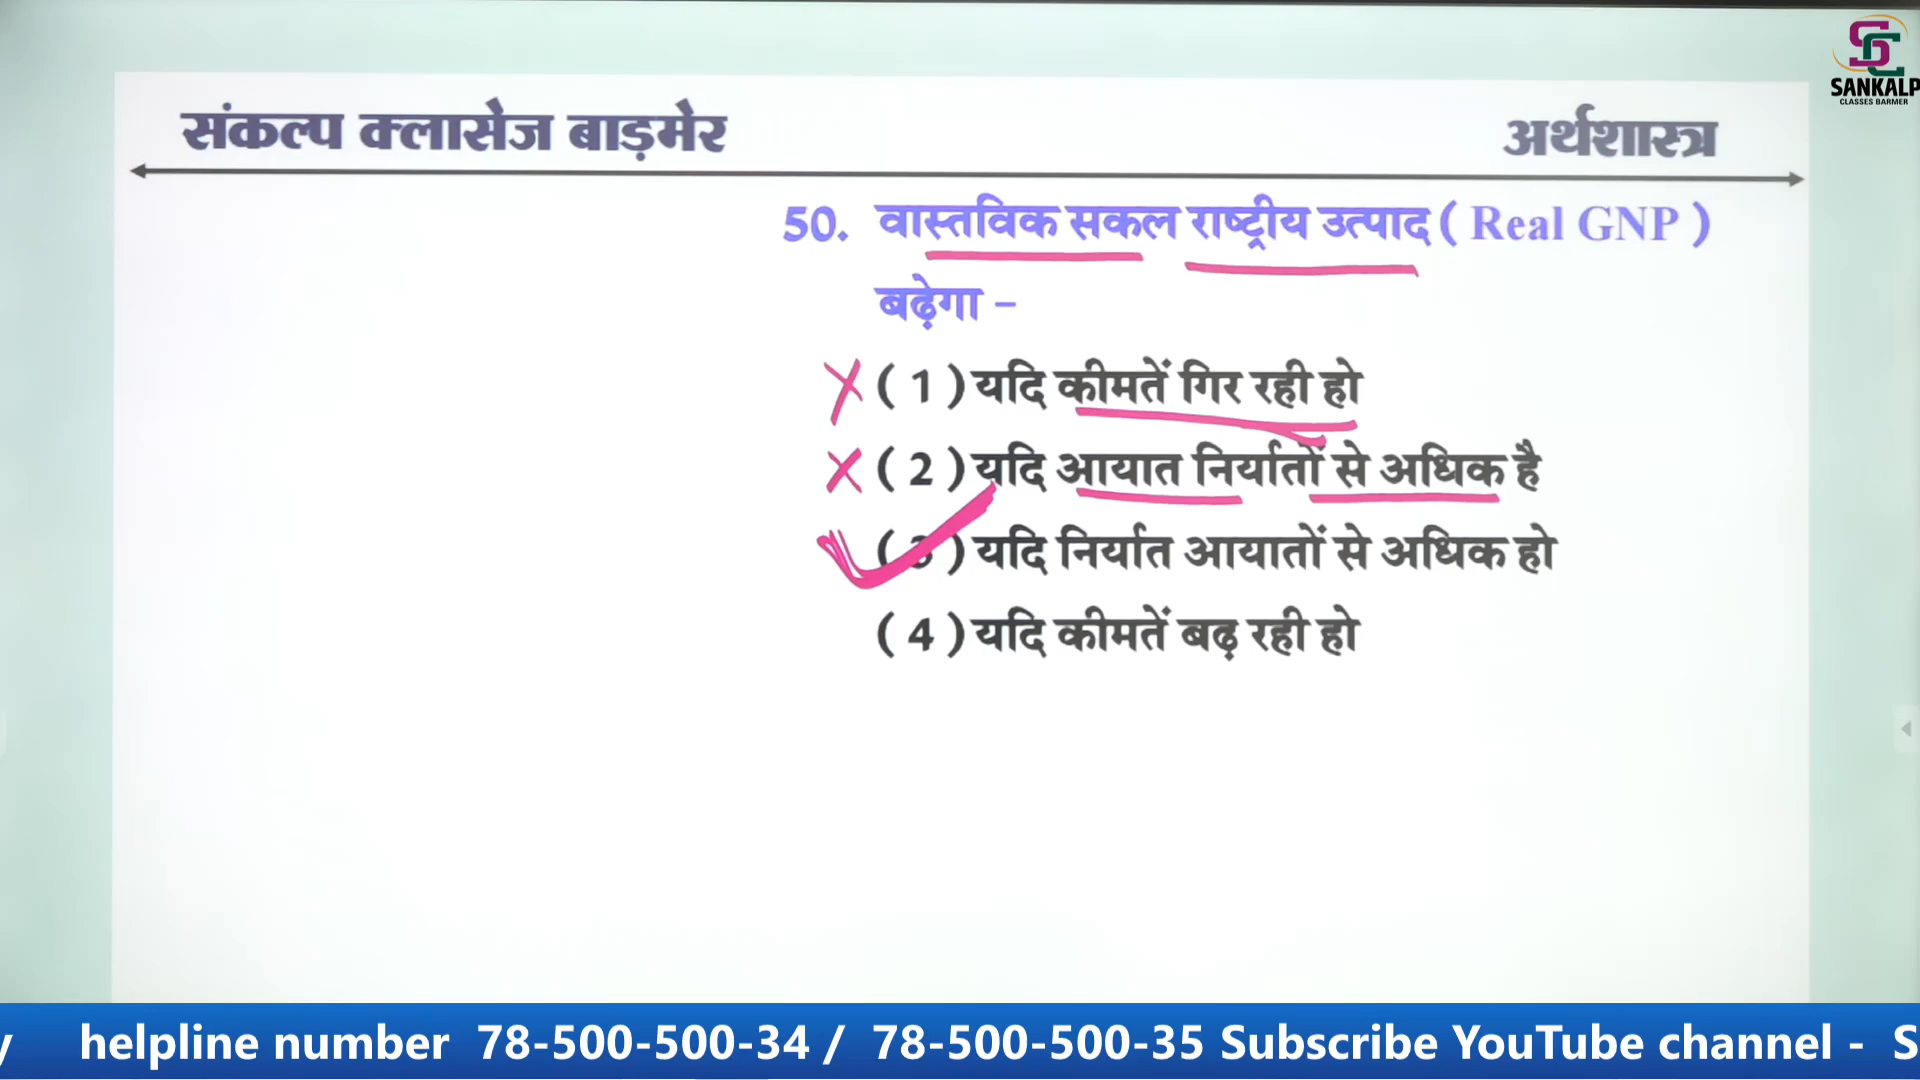 SANKALP
CLASSES BARMER
संकल्प क्लासेज बाड़मेर
अर्थशास्त्र
50. वास्तविक सकल राष्ट्रीय उत्पाद ( Real GNP )
बढ़ेगा –
( 1 ) यदि कीमतें गिर रही हो
( 2 ) यदि आयात निर्यातों से अधिक है
( 3 ) यदि निर्यात आयातों से अधिक हो
( 4 ) यदि कीमतें बढ़ रही हो
helpline number 78-500-500-34 / 78-500-500-35 Subscribe YouTube channel - S